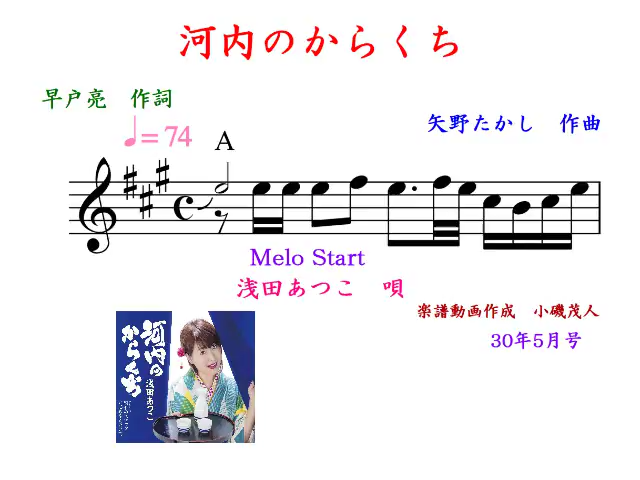 河内のからくち
早戸亮　作詞
矢野たかし　作曲
= 74
A
Melo Start
浅田あつこ　唄
楽譜動画作成　小磯茂人
30年5月号
河内の
からくち
浅田あつこ